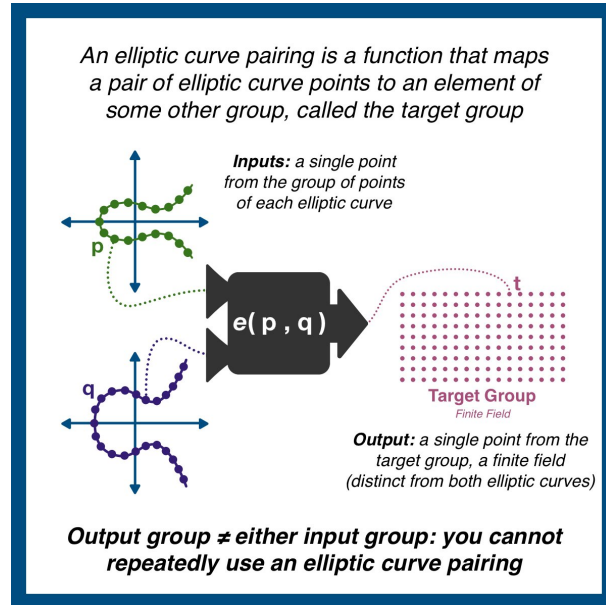 An elliptic curve pairing is a function that maps
a pair of elliptic curve points to an element of
some other group, called the target group
Inputs: a single point
from the group of points
of each elliptic curve
p
e( p , q )
t
q
Target Group
Finite Field
Output: a single point from the
target group, a finite field
(distinct from both elliptic curves)
Output group ≠ either input group: you cannot
repeatedly use an elliptic curve pairing